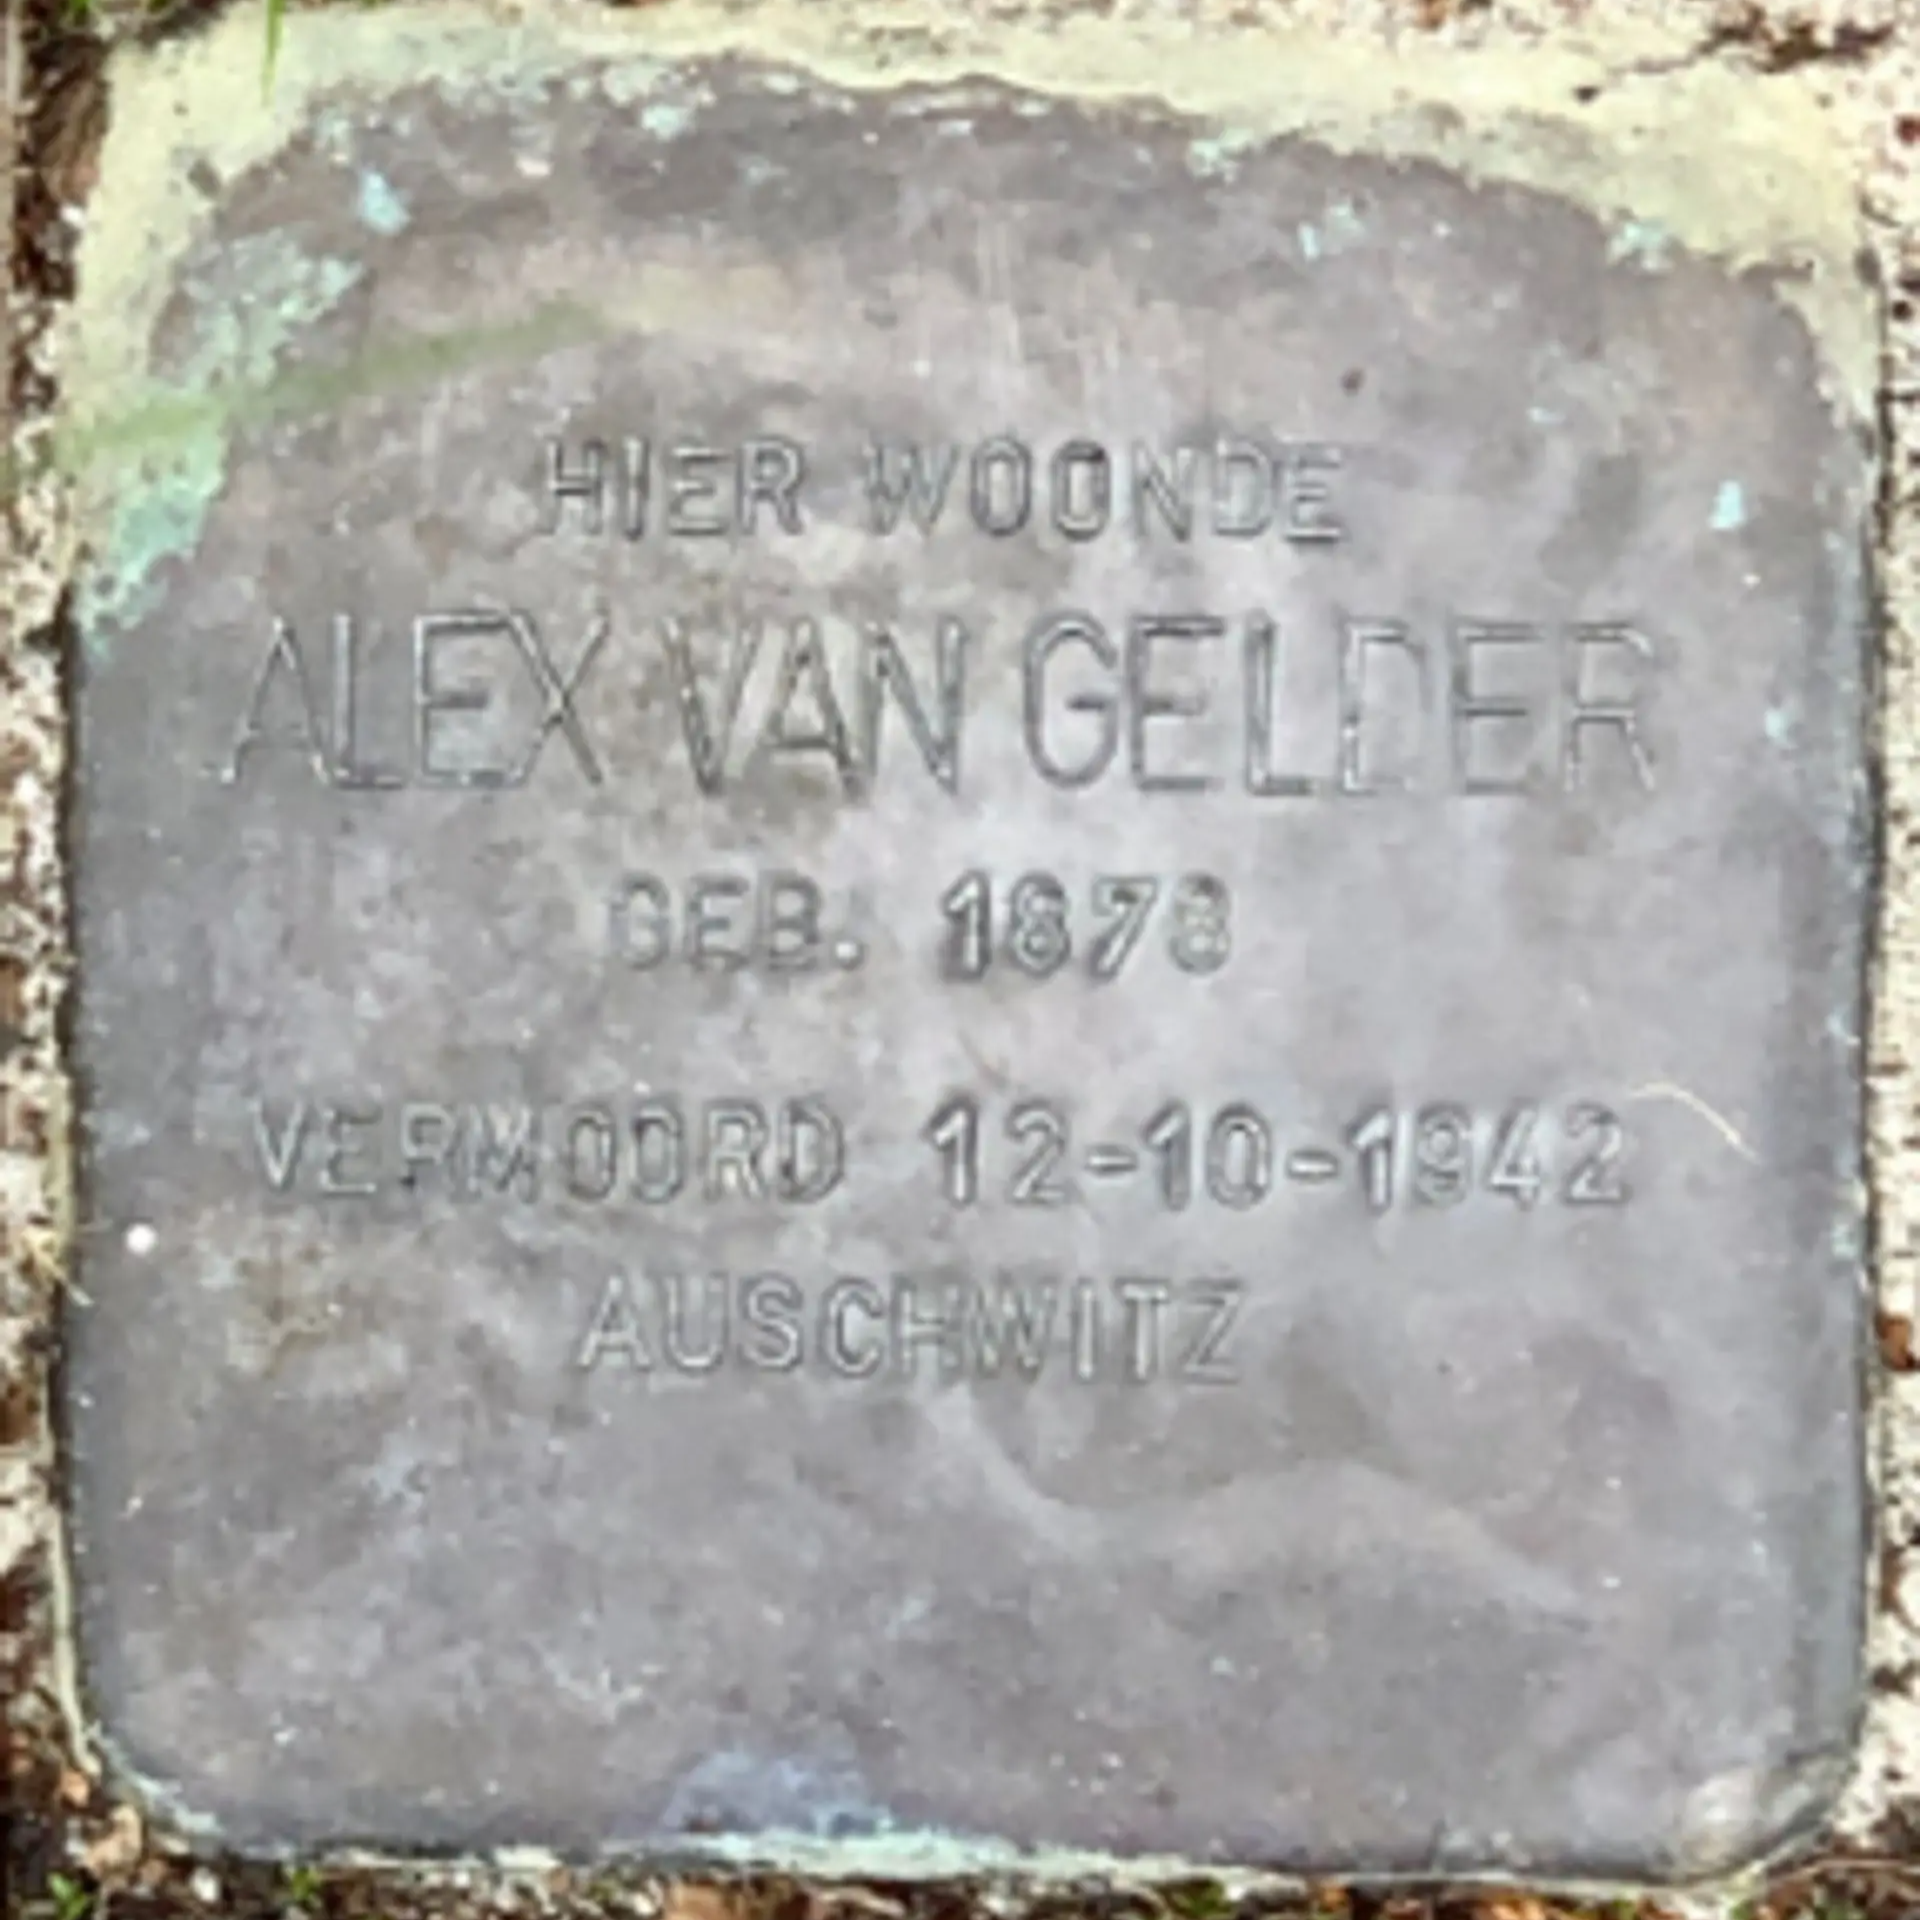 HIER WOONDE
ALEX VAN GELDER
GEB. 1878
VERMOORD 12-10-1942
AUSCHWITZ